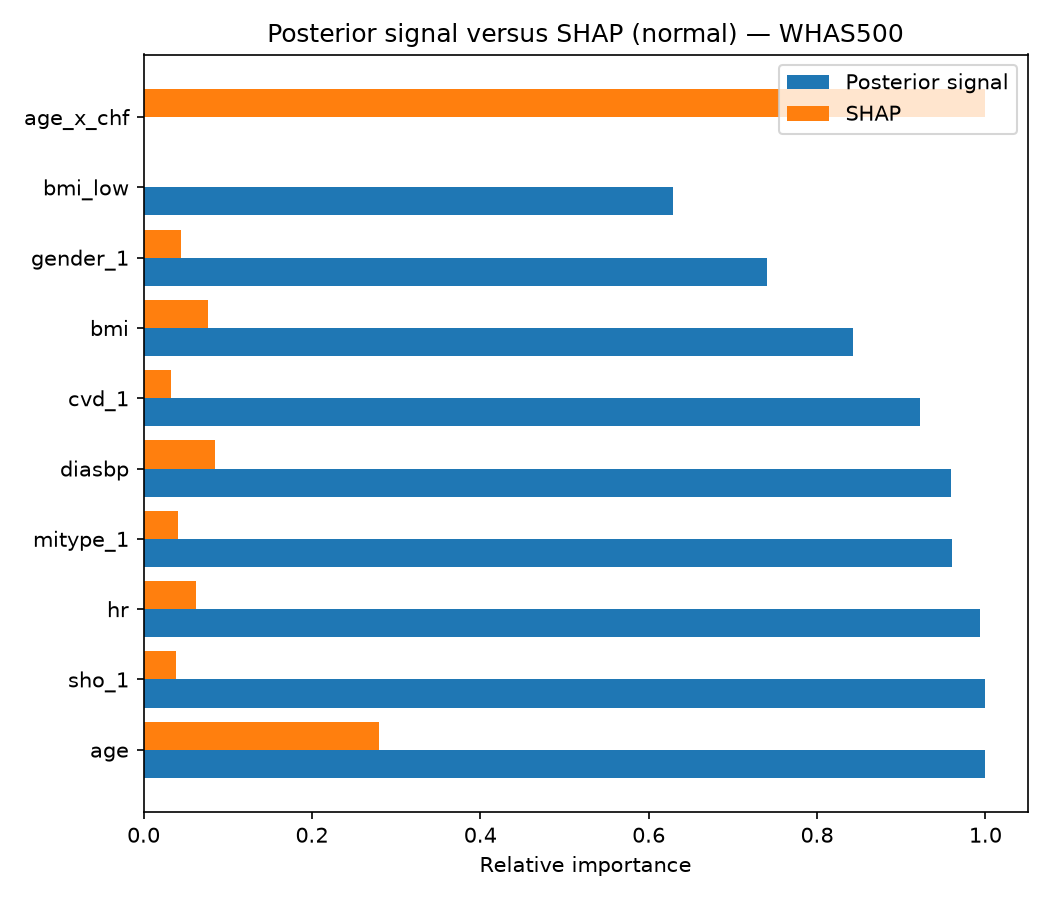 Posterior signal versus SHAP (normal) — WHAS500
Posterior signal
SHAP
age_x_chf
bmi_low
gender_1
bmi
cvd_1
diasbp
mitype_1
hr
sho_1
age
0.0 0.2 0.4 0.6 0.8 1.0
Relative importance